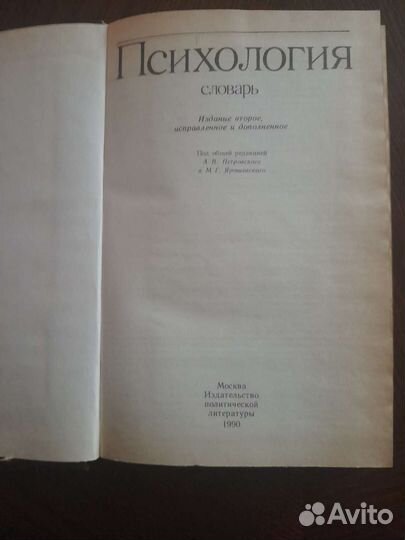 Психология
словарь
Издание второе,
исправленное и дополненное
Под общей редакцией
А. В. Петровского
и М. Г. Ярошевского
Москва
Издательство
политической
литературы
1990
Avito